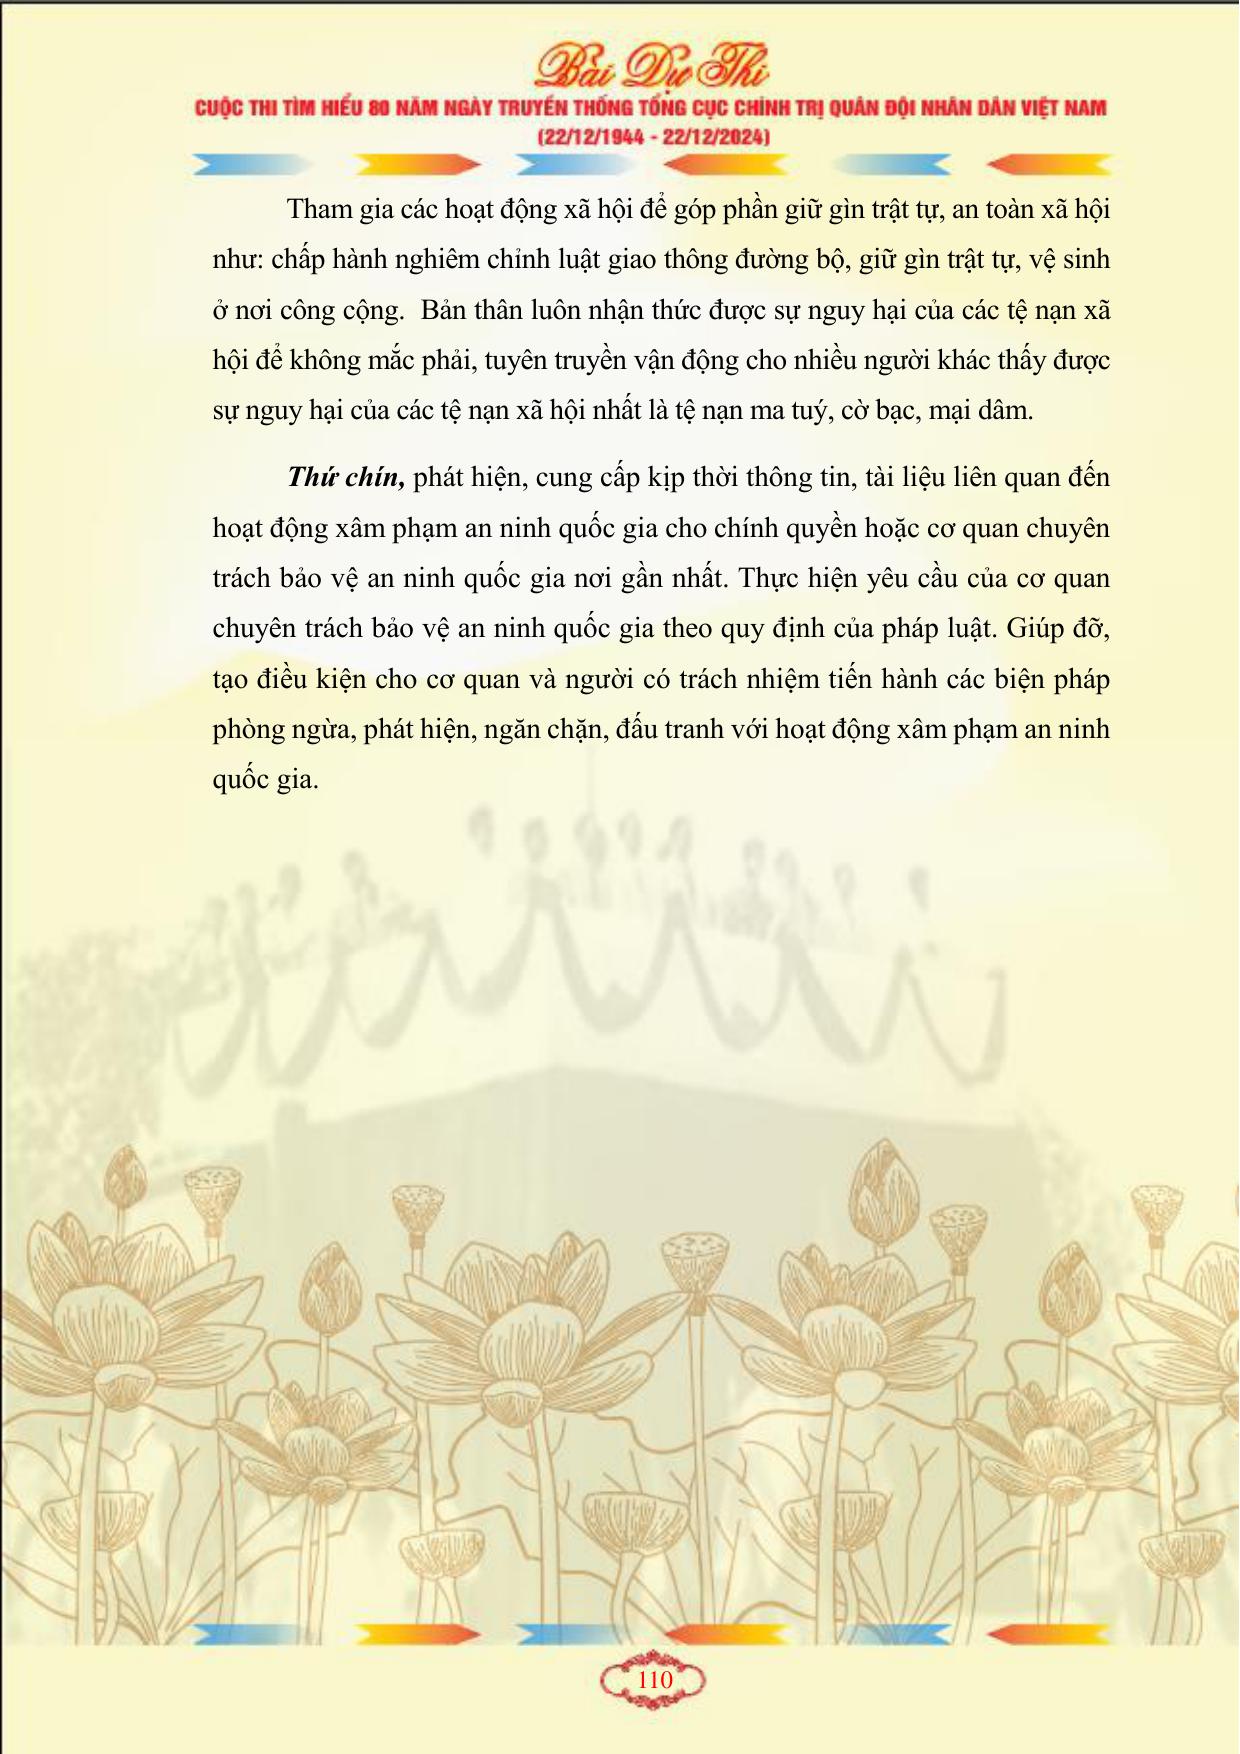 Bài Dự Thi
CUỘC THI TÌM HIỂU 80 NĂM NGÀY TRUYỀN THỐNG TỔNG CỤC CHÍNH TRỊ QUÂN ĐỘI NHÂN DÂN VIỆT NAM
(22/12/1944 - 22/12/2024)
Tham gia các hoạt động xã hội để góp phần giữ gìn trật tự, an toàn xã hội
như: chấp hành nghiêm chỉnh luật giao thông đường bộ, giữ gìn trật tự, vệ sinh
ở nơi công cộng.  Bản thân luôn nhận thức được sự nguy hại của các tệ nạn xã
hội để không mắc phải, tuyên truyền vận động cho nhiều người khác thấy được
sự nguy hại của các tệ nạn xã hội nhất là tệ nạn ma tuý, cờ bạc, mại dâm.
Thứ chín, phát hiện, cung cấp kịp thời thông tin, tài liệu liên quan đến
hoạt động xâm phạm an ninh quốc gia cho chính quyền hoặc cơ quan chuyên
trách bảo vệ an ninh quốc gia nơi gần nhất. Thực hiện yêu cầu của cơ quan
chuyên trách bảo vệ an ninh quốc gia theo quy định của pháp luật. Giúp đỡ,
tạo điều kiện cho cơ quan và người có trách nhiệm tiến hành các biện pháp
phòng ngừa, phát hiện, ngăn chặn, đấu tranh với hoạt động xâm phạm an ninh
quốc gia.
110